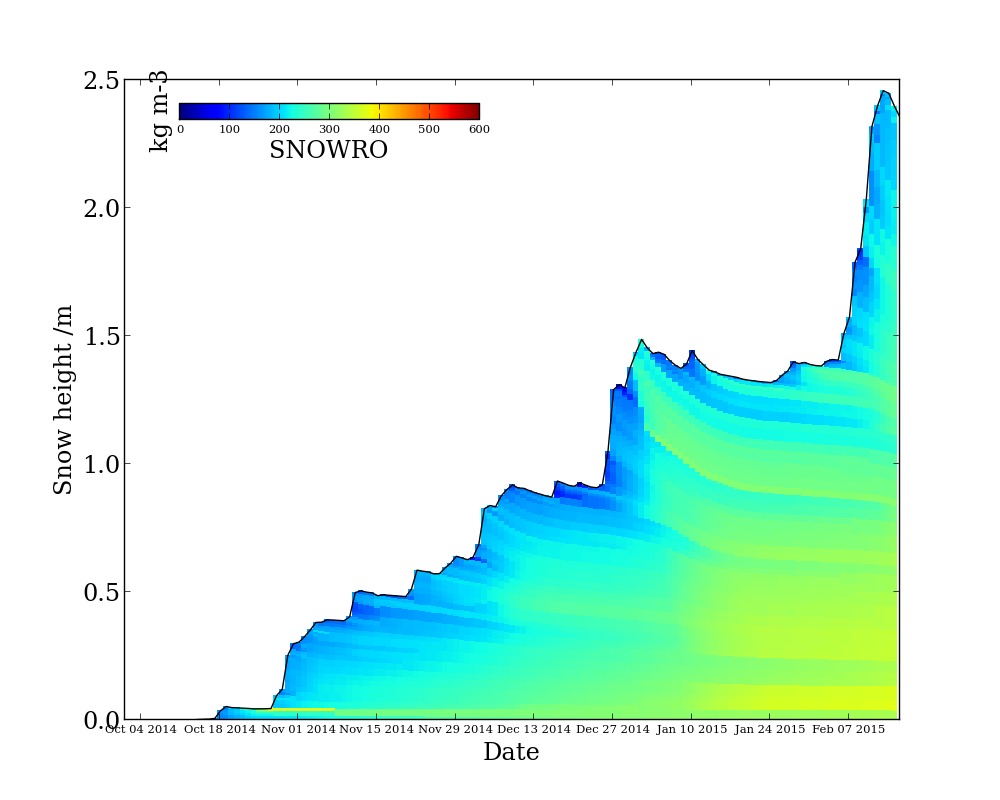 2.5
kg m-3
0 100 200 300 400 500 600
SNOWRO
2.0
Snow height /m
1.5
1.0
0.5
0.0
Oct 04 2014 Oct 18 2014 Nov 01 2014 Nov 15 2014 Nov 29 2014 Dec 13 2014 Dec 27 2014 Jan 10 2015 Jan 24 2015 Feb 07 2015
Date